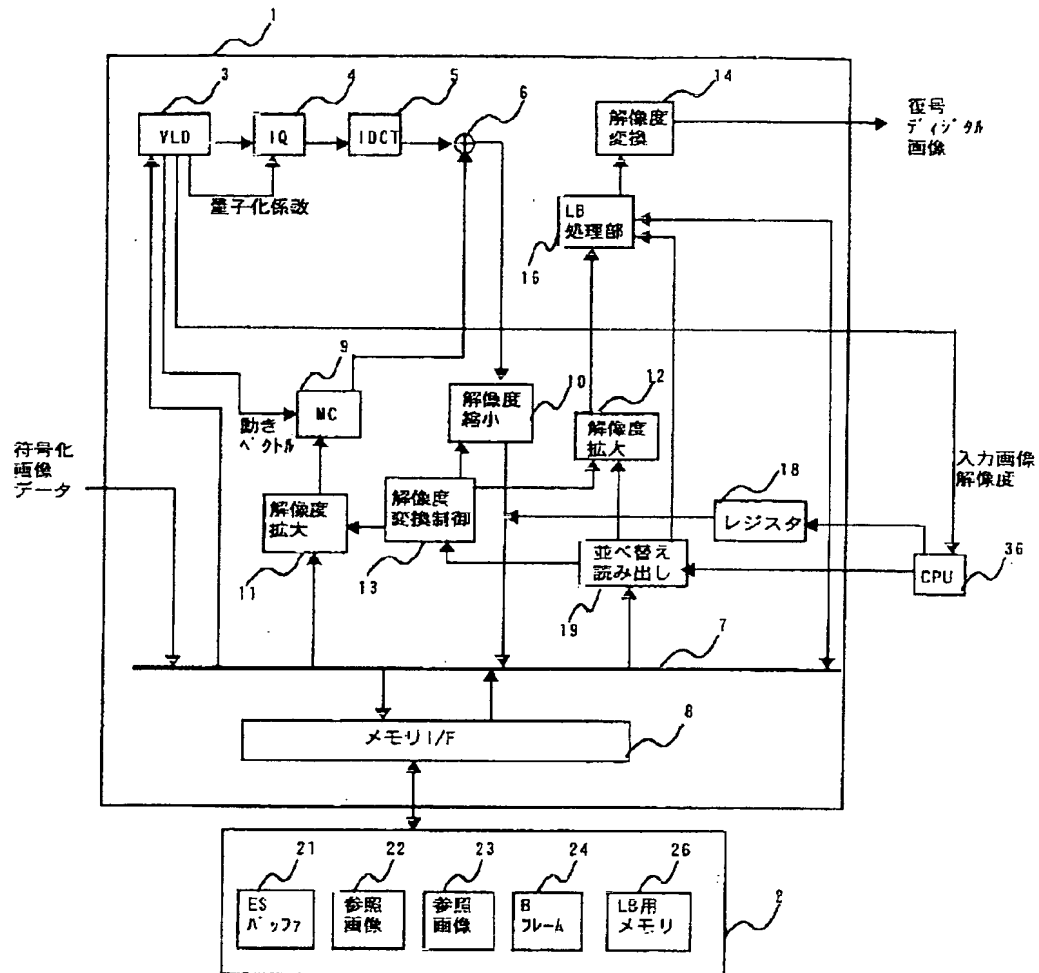 1
3
4
5
6
14
VLD
IQ
IDCT
解像度
変換
復号
ディジタル
画像
量子化係数
LB
処理部
16
9
10
12
MC
解像度
縮小
解像度
拡大
動き
ベクトル
符号化
画像
データ
入力画像
解像度
18
解像度
拡大
解像度
変換制御
レジスタ
並べ替え
読み出し
CPU
36
11
13
19
7
メモリI/F
8
21
22
23
24
26
ES
バッファ
参照
画像
参照
画像
B
フレーム
LB用
メモリ
2